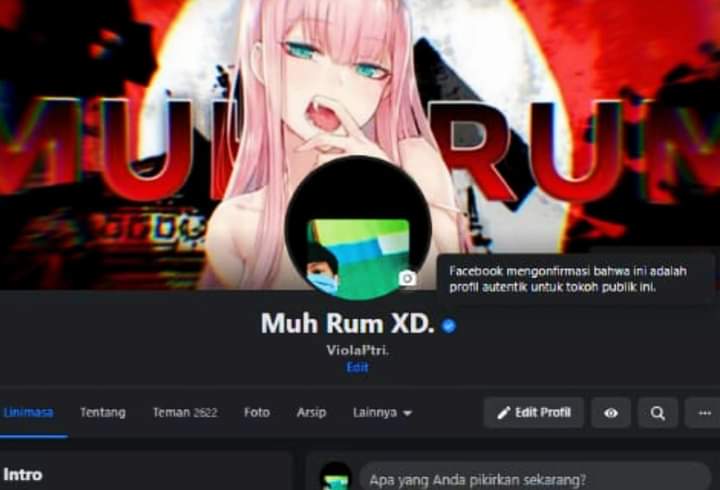 MUH RUM
Facebook mengonfirmasi bahwa ini adalah
profil autentik untuk tokoh publik ini.
Muh Rum XD.
ViolaPtri.
Edit
Linimasa Tentang Teman 2622 Foto Arsip Lainnya Edit Profil
Intro
Apa yang Anda pikirkan sekarang?